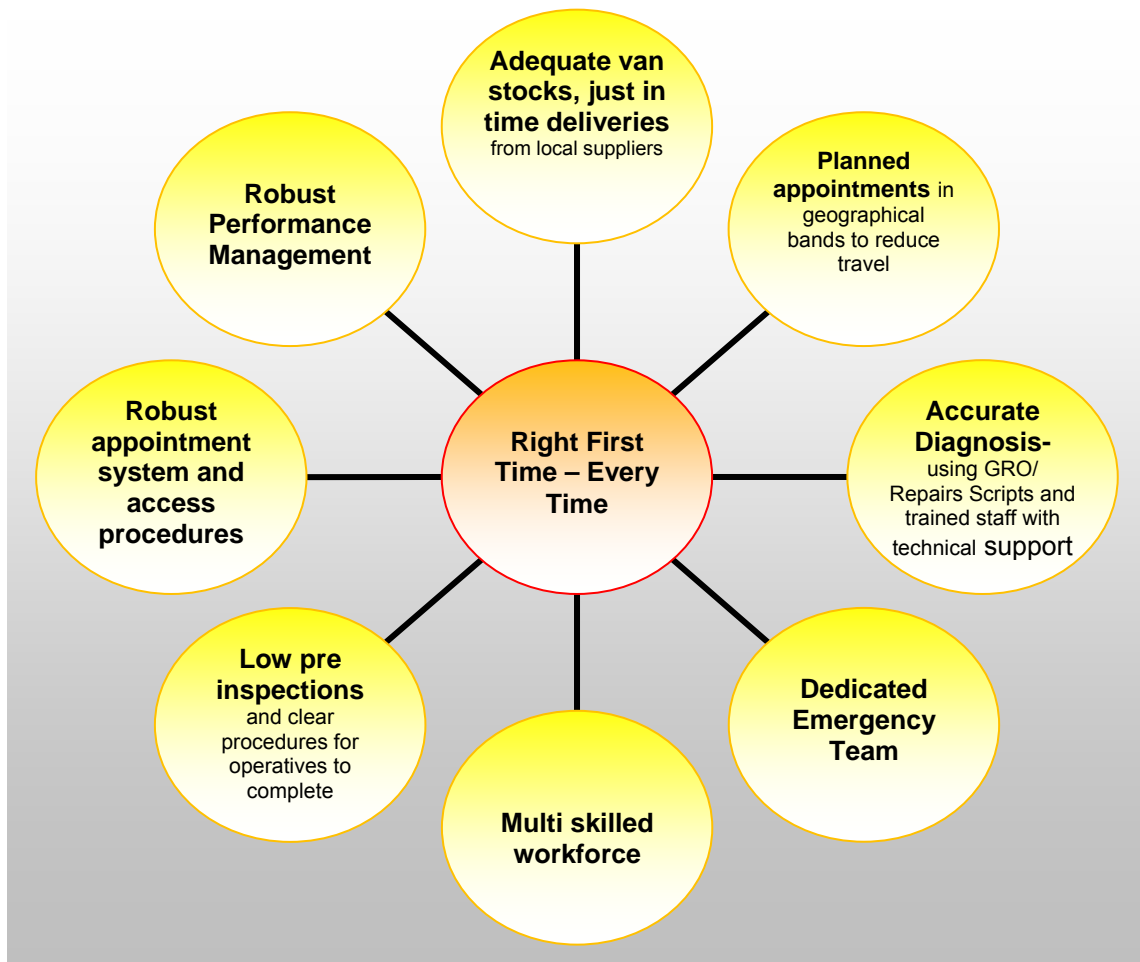 Adequate van
stocks, just in
time deliveries
from local suppliers
Planned
appointments in
geographical
bands to reduce
travel
Accurate
Diagnosis-
using GRO/
Repairs Scripts and
trained staff with
technical support
Dedicated
Emergency
Team
Multi skilled
workforce
Low pre
inspections
and clear
procedures for
operatives to
complete
Robust
appointment
system and
access
procedures
Robust
Performance
Management
Right First
Time – Every
Time